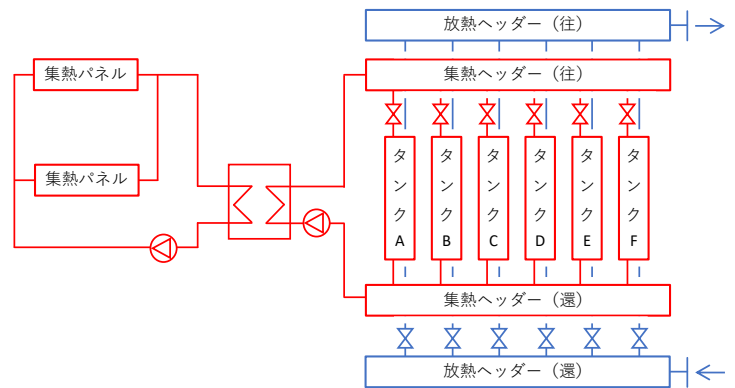 放熱ヘッダー（往）
集熱ヘッダー（往）
集熱パネル
集熱パネル
タンクA
タンクB
タンクC
タンクD
タンクE
タンクF
集熱ヘッダー（還）
放熱ヘッダー（還）